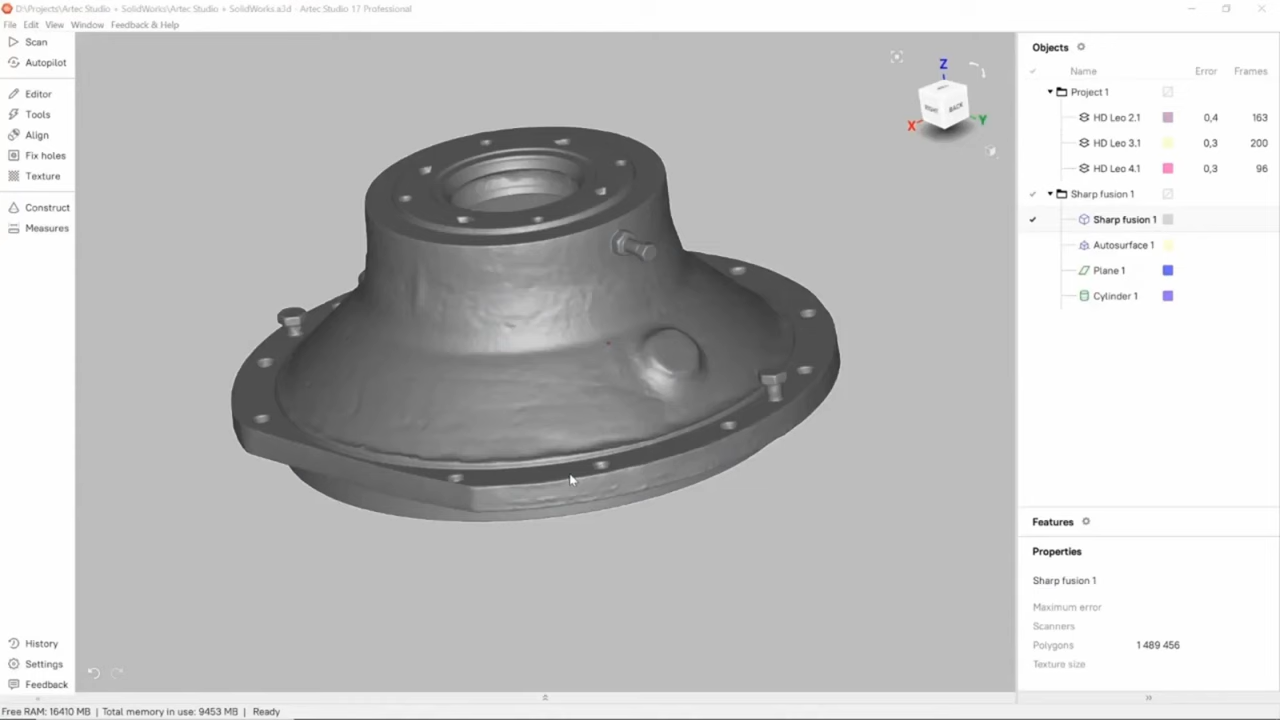 D:\Projects\Artec Studio + SolidWorks\Artec Studio + SolidWorks.a3d - Artec Studio 17 Professional
File Edit View Window Feedback & Help
Scan
Autopilot
Editor
Tools
Align
Fix holes
Texture
Construct
Measures
History
Settings
Feedback
Z
X
Y
RIGHT
BACK
Objects
Name Error Frames
Project 1
HD Leo 2.1 0,4 163
HD Leo 3.1 0,3 200
HD Leo 4.1 0,3 96
Sharp fusion 1
Sharp fusion 1
Autosurface 1
Plane 1
Cylinder 1
Features
Properties
Sharp fusion 1
Maximum error
Scanners
Polygons 1 489 456
Texture size
Free RAM: 16410 MB | Total memory in use: 9453 MB | Ready